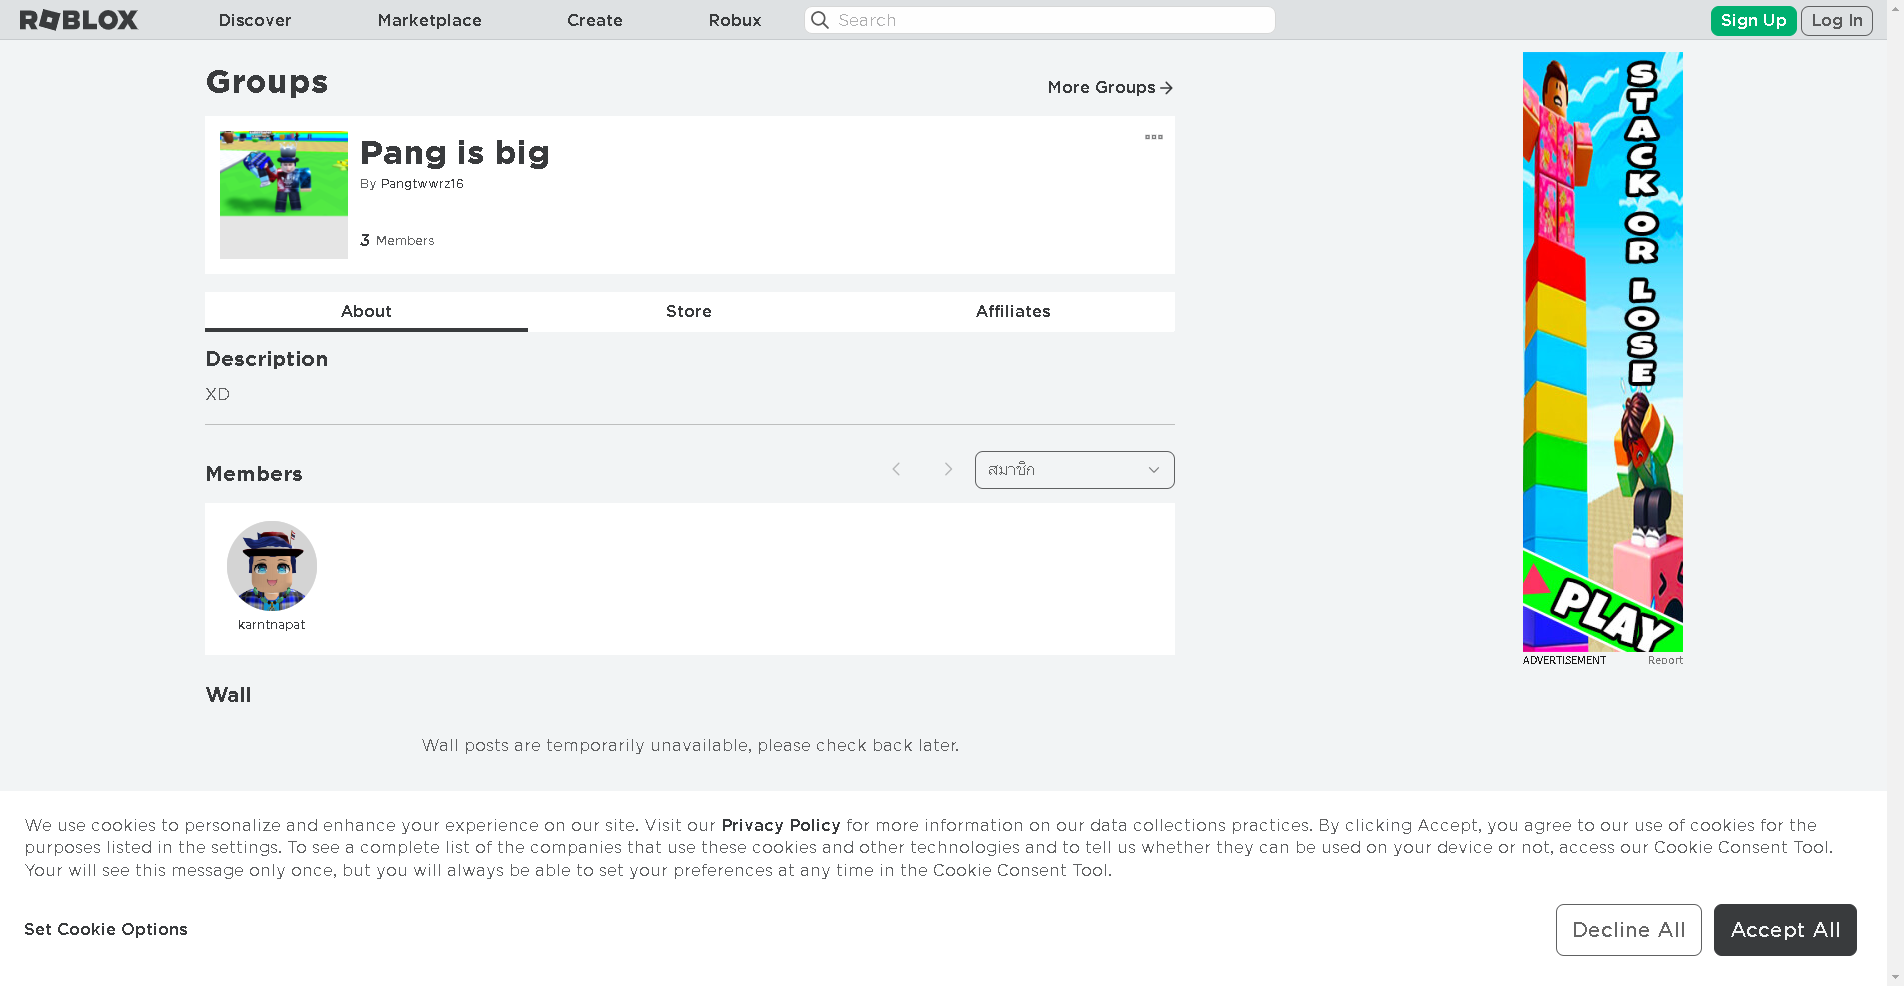 ROBLOX
Discover
Marketplace
Create
Robux
Search
Sign Up
Log In
Groups
More Groups
Pang is big
By Pangtwwrz16
3 Members
About
Store
Affiliates
Description
XD
Members
สมาชิก
karntnapat
Wall
Wall posts are temporarily unavailable, please check back later.
STACK OR LOSE
PLAY
ADVERTISEMENT
Report
We use cookies to personalize and enhance your experience on our site. Visit our Privacy Policy for more information on our data collections practices. By clicking Accept, you agree to our use of cookies for the
purposes listed in the settings. To see a complete list of the companies that use these cookies and other technologies and to tell us whether they can be used on your device or not, access our Cookie Consent Tool.
Your will see this message only once, but you will always be able to set your preferences at any time in the Cookie Consent Tool.
Set Cookie Options
Decline All
Accept All